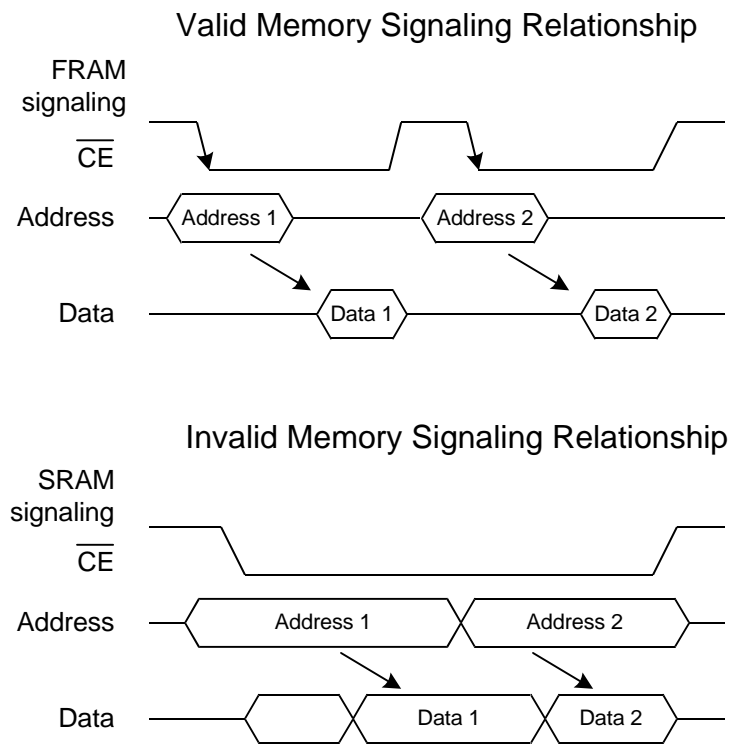 Valid Memory Signaling Relationship
FRAM
signaling
CE
Address
Address 1
Address 2
Data
Data 1
Data 2
Invalid Memory Signaling Relationship
SRAM
signaling
CE
Address
Address 1
Address 2
Data
Data 1
Data 2